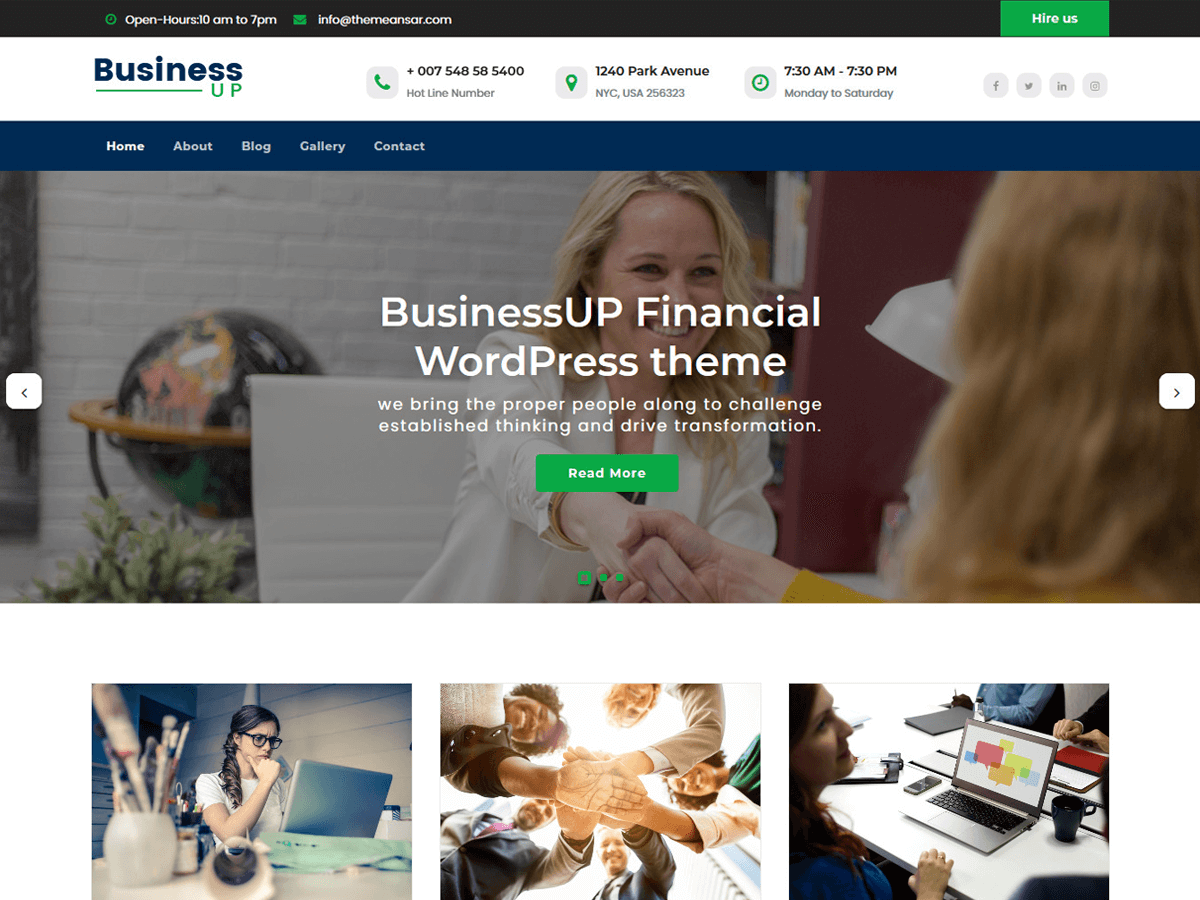 Open-Hours:10 am to 7pm info@themeansar.com Hire us
Business
UP
+ 007 548 58 5400
Hot Line Number
1240 Park Avenue
NYC, USA 256323
7:30 AM - 7:30 PM
Monday to Saturday
Home About Blog Gallery Contact
BusinessUP Financial
WordPress theme
we bring the proper people along to challenge
established thinking and drive transformation.
Read More